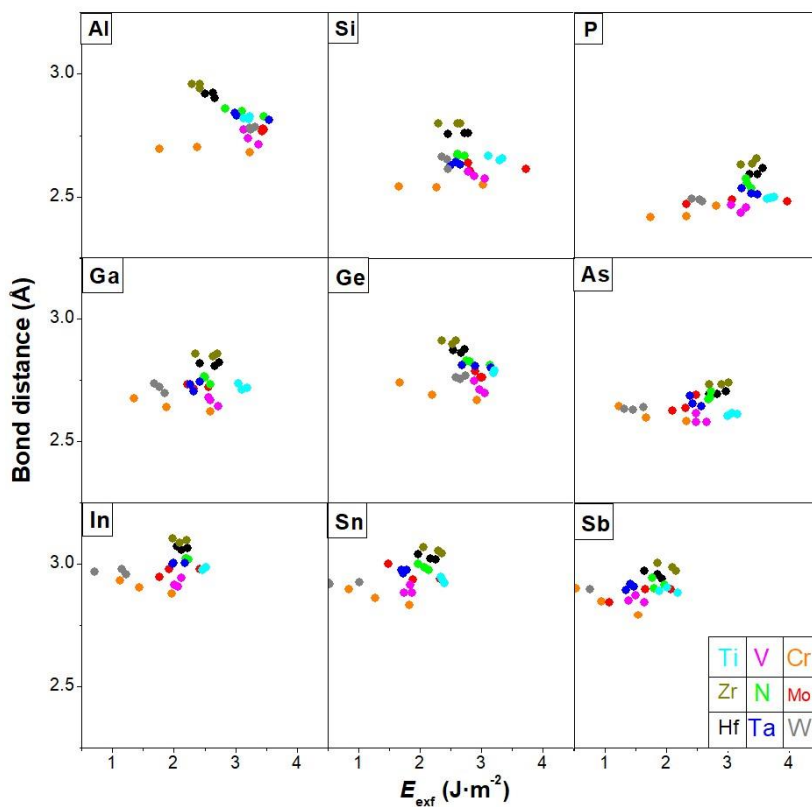 Al
Si
P
3.0
2.5
Ga
Ge
As
3.0
2.5
Bond distance (Å)
In
Sn
Sb
3.0
2.5
Ti V Cr
Zr N Mo
Hf Ta W
1 2 3 4 1 2 3 4 1 2 3 4
E_exf (J·m⁻²)